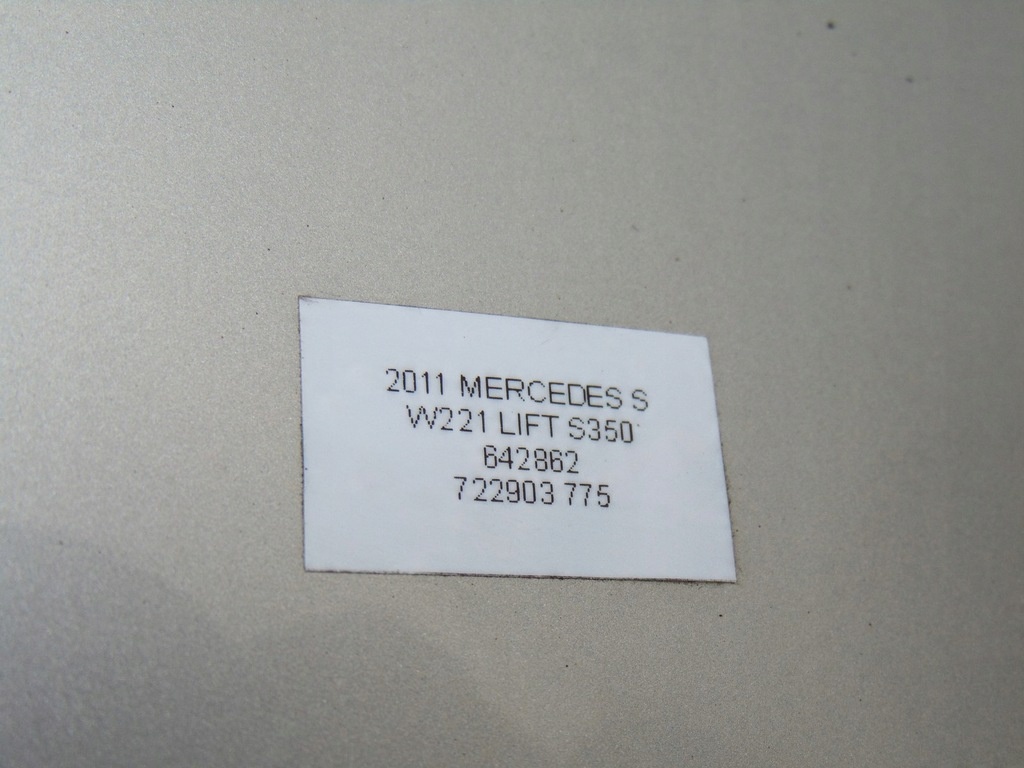 2011 MERCEDES S
W221 LIFT S350
642862
722903 775